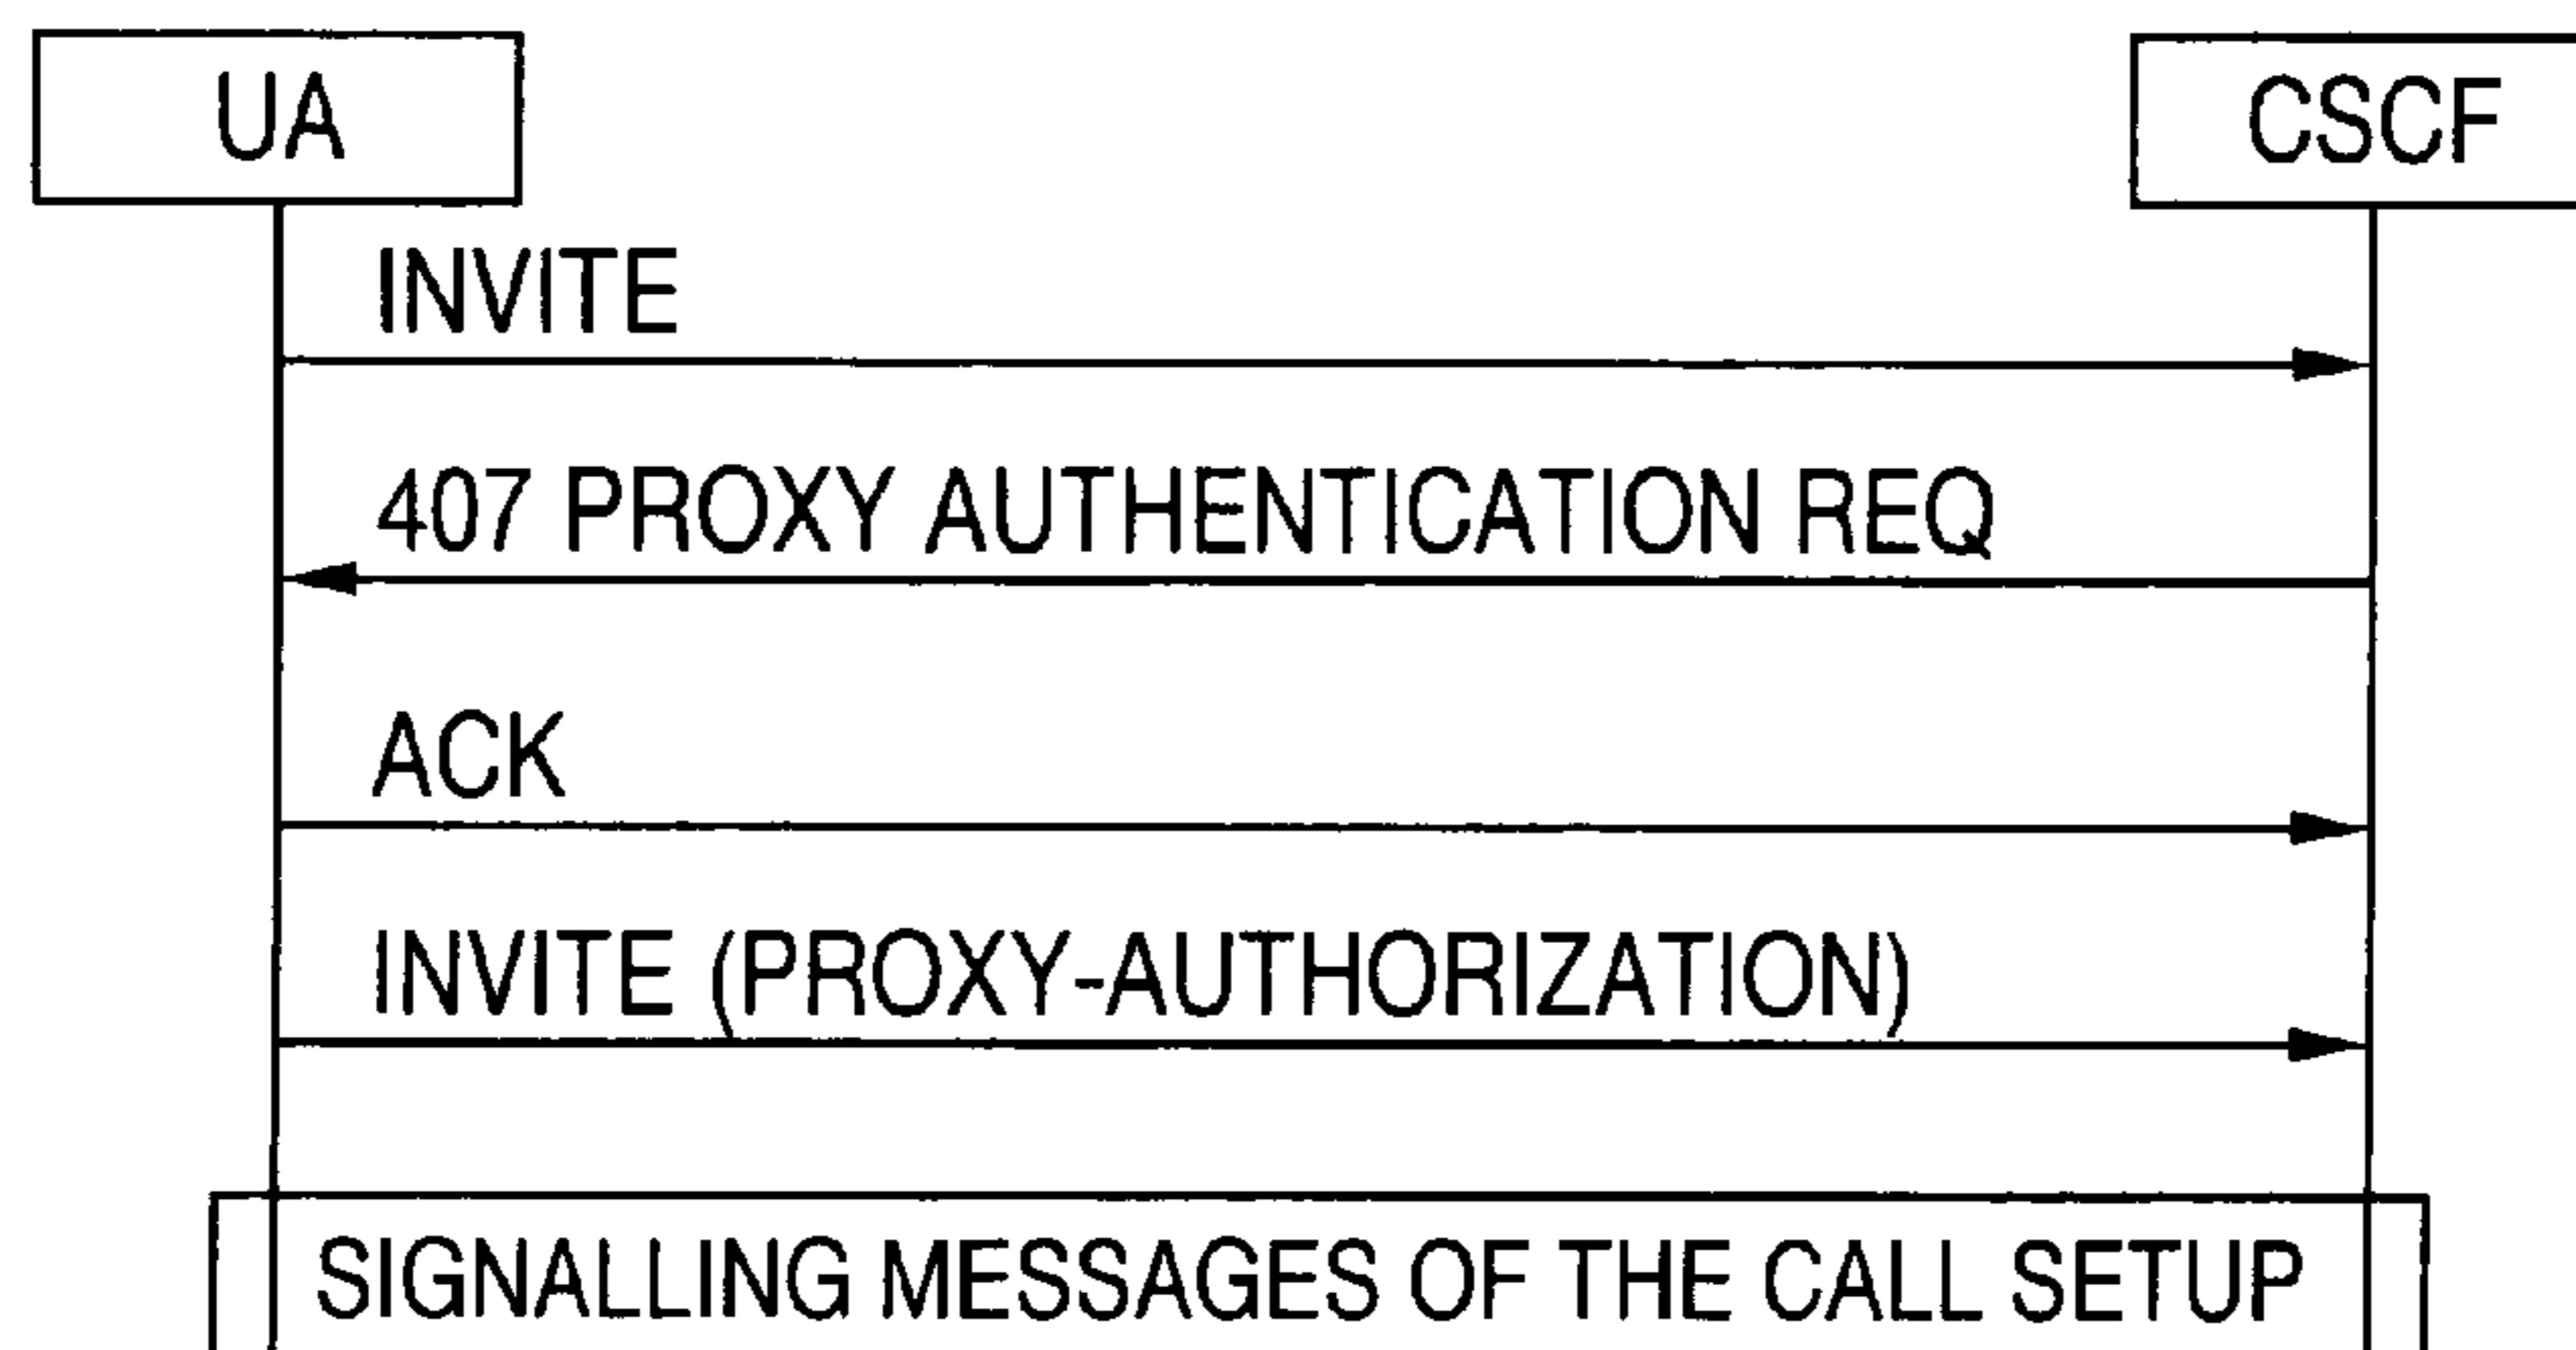 UA
CSCF
INVITE
407 PROXY AUTHENTICATION REQ
ACK
INVITE (PROXY-AUTHORIZATION)
SIGNALLING MESSAGES OF THE CALL SETUP